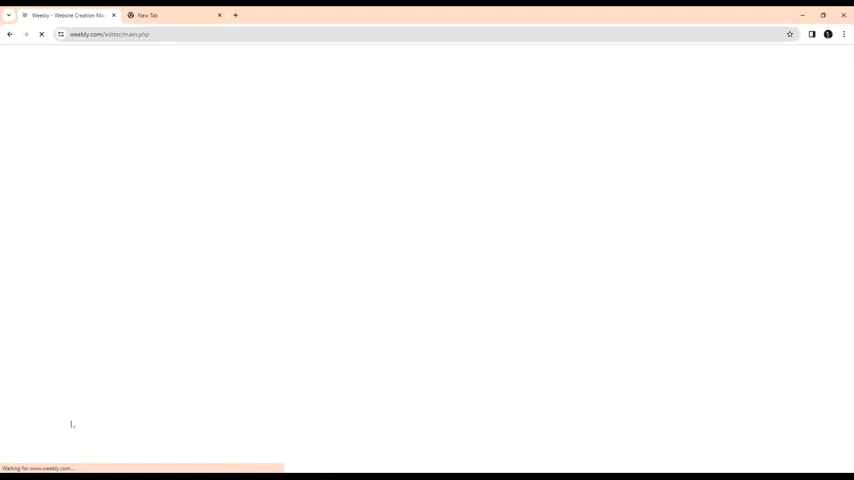 Weebly - Website Creation Ma
New Tab
weebly.com/editor/main.php
Waiting for www.weebly.com...